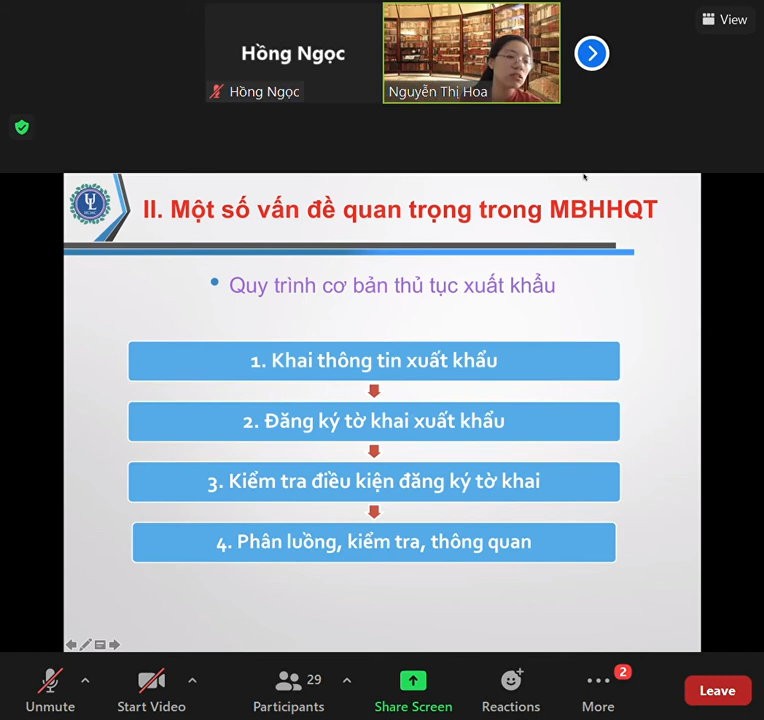 View
Hồng Ngọc
Hồng Ngọc
Nguyễn Thị Hoa
II. Một số vấn đề quan trọng trong MBHHQT
Quy trình cơ bản thủ tục xuất khẩu
1. Khai thông tin xuất khẩu
2. Đăng ký tờ khai xuất khẩu
3. Kiểm tra điều kiện đăng ký tờ khai
4. Phân luồng, kiểm tra, thông quan
Unmute
Start Video
Participants
29
Share Screen
Reactions
More
2
Leave